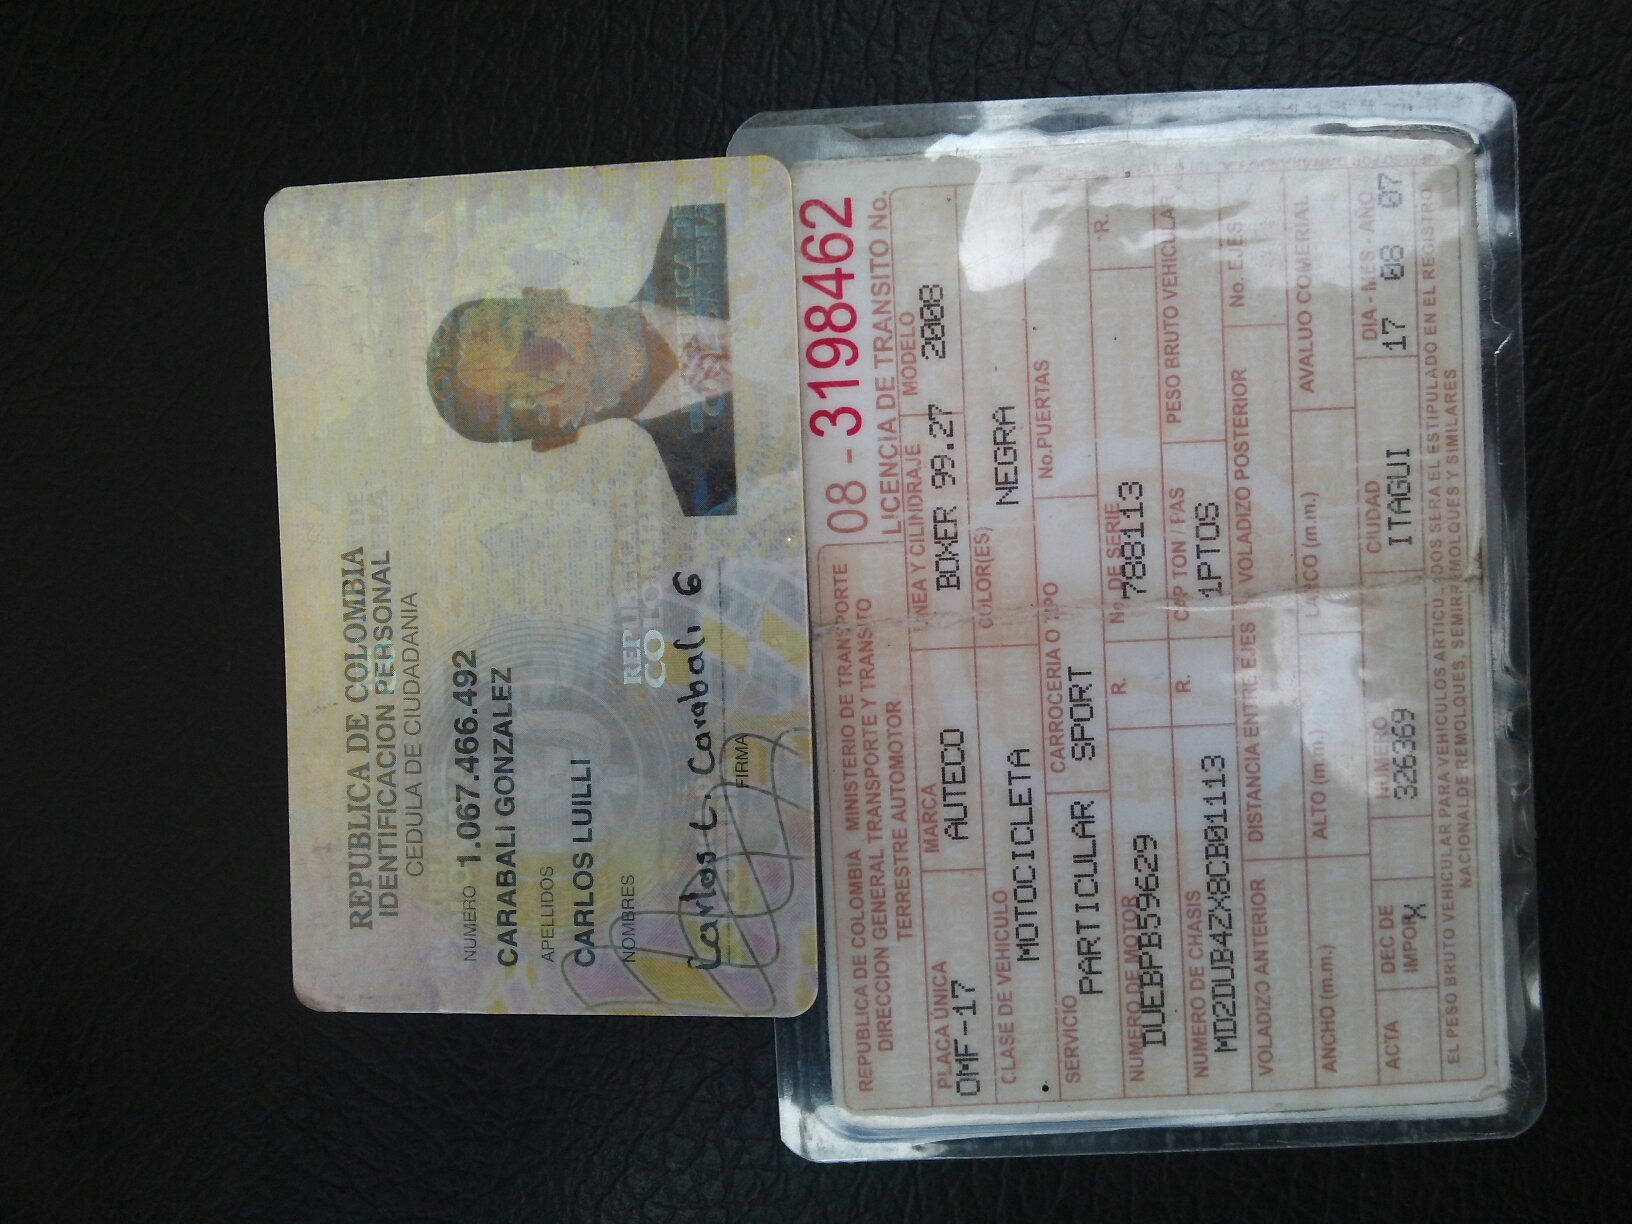 REPUBLICA DE COLOMBIA
IDENTIFICACION PERSONAL
CEDULA DE CIUDADANIA
NUMERO 1.067.466.492
CARABALI GONZALEZ
APELLIDOS
CARLOS LUILLI
NOMBRES
Carlos L. Carabali G
FIRMA
REPUBLICA DE COLOMBIA MINISTERIO DE TRANSPORTE
DIRECCION GENERAL TRANSPORTE Y TRANSITO
TERRESTRE AUTOMOTOR
08 - 3198462
LICENCIA DE TRANSITO No.
PLACA ÚNICA MARCA LINEA Y CILINDRAJE MODELO
OMF-17 AUTECO BOXER 99.27 2008
CLASE DE VEHICULO COLOR(ES)
MOTOCICLETA NEGRA
SERVICIO CARROCERIA O TIPO No. PUERTAS
PARTICULAR SPORT
NUMERO DE MOTOR R. No. DE SERIE R.
DUEBPB59629 788113
NUMERO DE CHASIS R. CAP TON / PAS PESO BRUTO VEHICULAR
MD2DUB4ZX8CB01113 1PTOS
VOLADIZO ANTERIOR DISTANCIA ENTRE EJES VOLADIZO POSTERIOR No. EJES
ANCHO (m.m.) ALTO (m.m.) LARGO (m.m.) AVALUO COMERIAL
ACTA DEC DE IMPOR NUMERO CIUDAD DIA - MES - AÑO
X 326369 ITAGUI 17 08 07
EL PESO BRUTO VEHICULAR PARA VEHICULOS ARTICULADOS SERA EL ESTIPULADO EN EL REGISTRO
NACIONAL DE REMOLQUES, SEMIRREMOLQUES Y SIMILARES